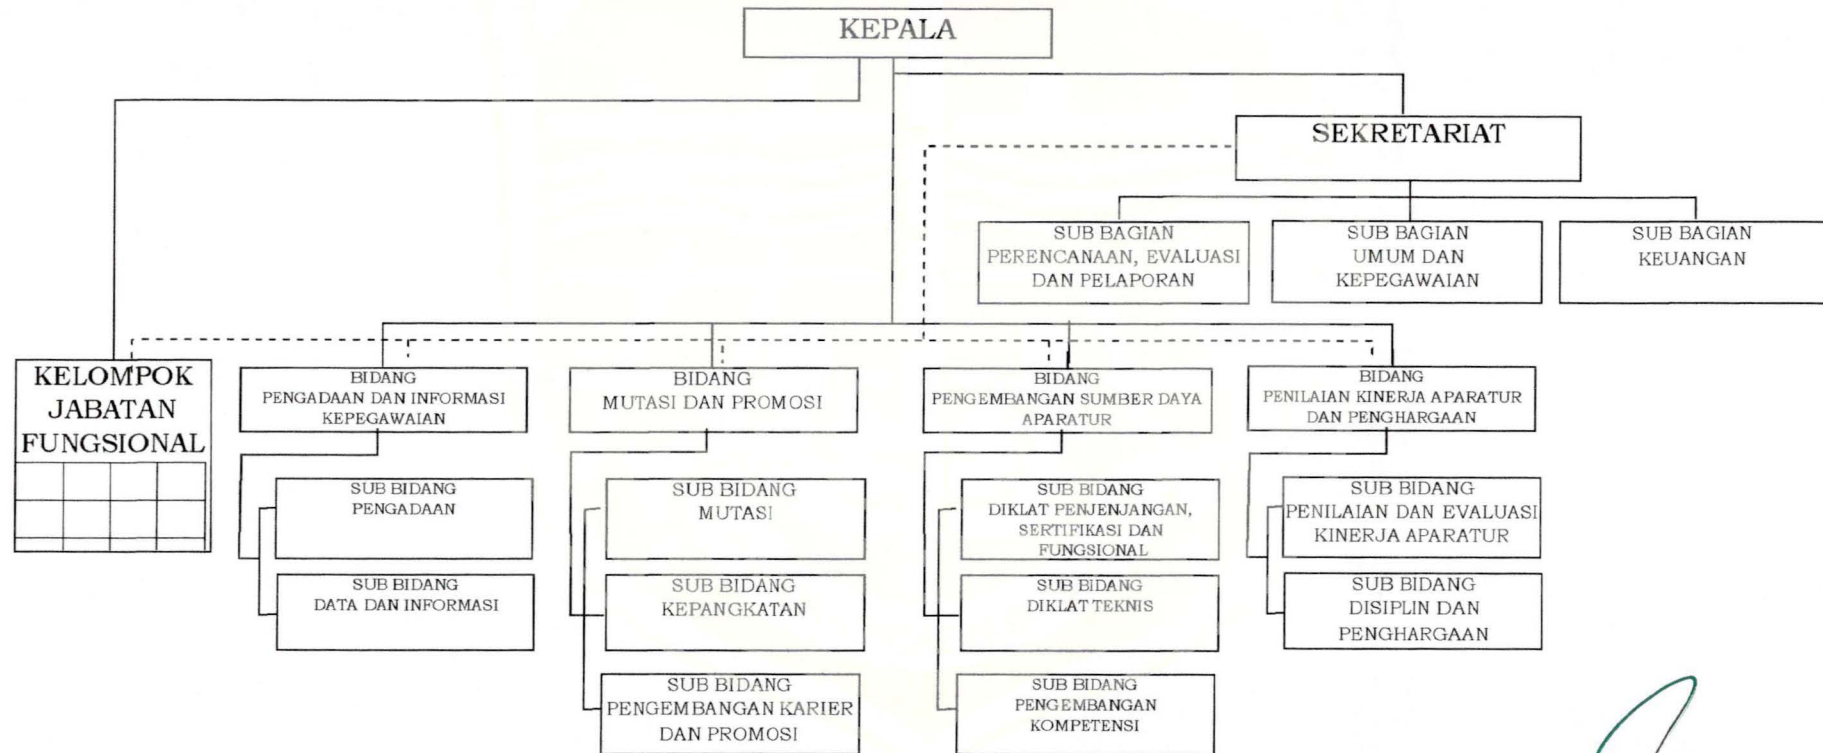 KEPALA
SEKRETARIAT
SUB BAGIAN
PERENCANAAN, EVALUASI
DAN PELAPORAN
SUB BAGIAN
UMUM DAN
KEPEGAWAIAN
SUB BAGIAN
KEUANGAN
KELOMPOK
JABATAN
FUNGSIONAL
BIDANG
PENGADAAN DAN INFORMASI
KEPEGAWAIAN
SUB BIDANG
PENGADAAN
SUB BIDANG
DATA DAN INFORMASI
BIDANG
MUTASI DAN PROMOSI
SUB BIDANG
MUTASI
SUB BIDANG
KEPANGKATAN
SUB BIDANG
PENGEMBANGAN KARIER
DAN PROMOSI
BIDANG
PENGEMBANGAN SUMBER DAYA
APARATUR
SUB BIDANG
DIKLAT PENJENJANGAN,
SERTIFIKASI DAN
FUNGSIONAL
SUB BIDANG
DIKLAT TEKNIS
SUB BIDANG
PENGEMBANGAN
KOMPETENSI
BIDANG
PENILAIAN KINERJA APARATUR
DAN PENGHARGAAN
SUB BIDANG
PENILAIAN DAN EVALUASI
KINERJA APARATUR
SUB BIDANG
DISIPLIN DAN
PENGHARGAAN